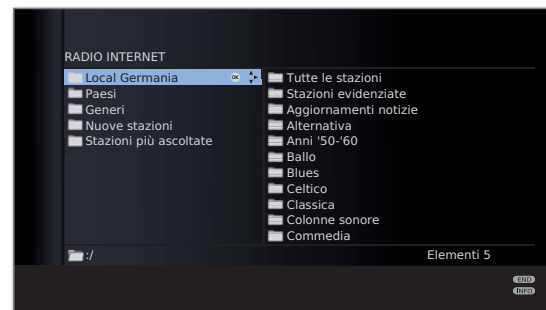 RADIO INTERNET
Local Germania OK
Paesi
Generi
Nuove stazioni
Stazioni più ascoltate
Tutte le stazioni
Stazioni evidenziate
Aggiornamenti notizie
Alternativa
Anni '50-'60
Ballo
Blues
Celtico
Classica
Colonne sonore
Commedia
:/
Elementi 5
END
INFO